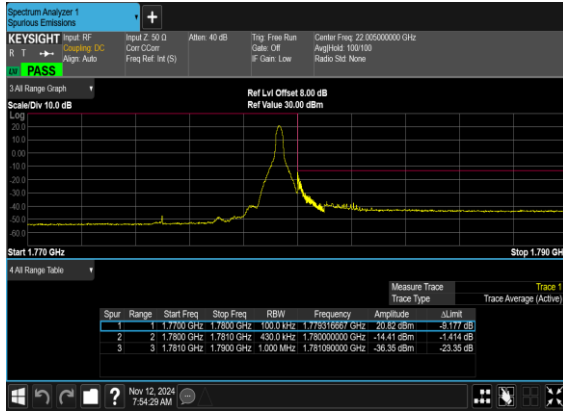 Spectrum Analyzer 1
Spurious Emissions
KEYSIGHT Input: RF Input Z: 50 Ω Atten: 40 dB Trig: Free Run Center Freq: 22.005000000 GHz
R T Coupling: DC Corr CCorr Gate: Off Avg|Hold: 100/100
Align: Auto Freq Ref: Int (S) IF Gain: Low Radio Std: None
PASS
3 All Range Graph
Ref Lvl Offset 8.00 dB
Scale/Div 10.0 dB Ref Value 30.00 dBm
Log
20.0
10.0
0.00
-10.0
-20.0
-30.0
-40.0
-50.0
-60.0
Start 1.770 GHz Stop 1.790 GH
4 All Range Table
Measure Trace Trace 1
Trace Type Trace Average (Active)
Spur Range Start Freq Stop Freq RBW Frequency Amplitude ΔLimit
1 1 1.7700 GHz 1.7800 GHz 100.0 kHz 1.779316667 GHz 20.82 dBm -9.177 dB
2 2 1.7800 GHz 1.7810 GHz 430.0 kHz 1.780000000 GHz -14.41 dBm -1.414 dB
3 3 1.7810 GHz 1.7900 GHz 1.000 MHz 1.781090000 GHz -36.35 dBm -23.35 dB
Nov 12, 2024
7:54:29 AM